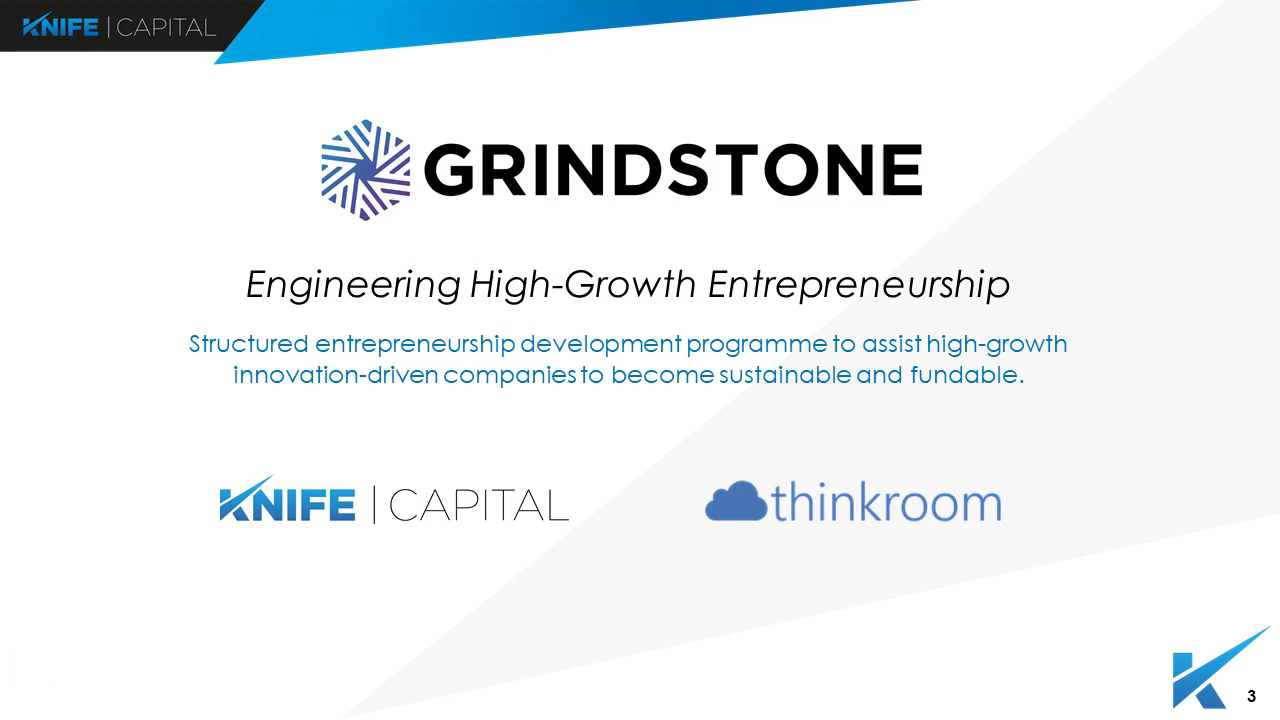 KNIFE | CAPITAL
GRINDSTONE
Engineering High-Growth Entrepreneurship
Structured entrepreneurship development programme to assist high-growth
innovation-driven companies to become sustainable and fundable.
KNIFE | CAPITAL
thinkroom
K
3